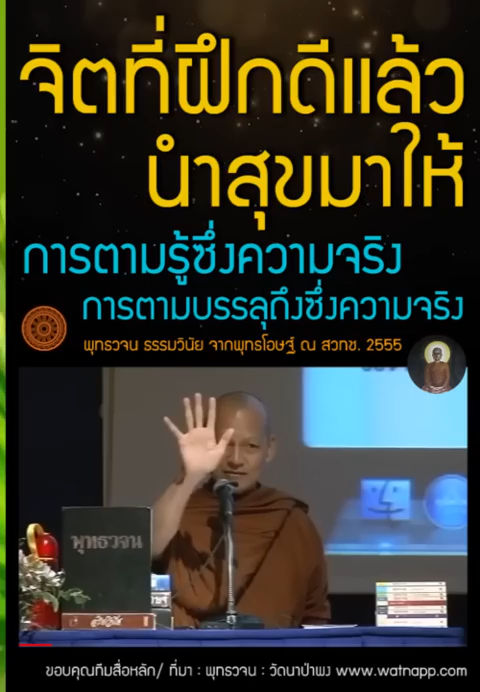 จิตที่ฝึกดีแล้ว
นำสุขมาให้
การตามรู้ซึ่งความจริง
การตามบรรลุถึงซึ่งความจริง
พุทธวจน ธรรมวินัย จากพุทธโอษฐ์ ณ สวทช. 2555
พุทธวจน
ขอบคุณทีมสื่อหลัก/ ที่มา : พุทธวจน : วัดนาป่าพง www.watnapp.com